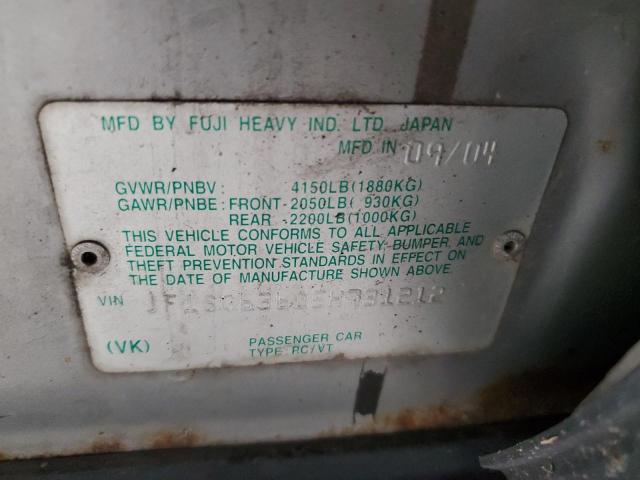 MFD BY FUJI HEAVY IND. LTD. JAPAN
MFD IN 09/04
GVWR/PNBV : 4150LB(1880KG)
GAWR/PNBE : FRONT-2050LB( 930KG)
REAR -2200LB(1000KG)
THIS VEHICLE CONFORMS TO ALL APPLICABLE
FEDERAL MOTOR VEHICLE SAFETY, BUMPER, AND
THEFT PREVENTION STANDARDS IN EFFECT ON
THE DATE OF MANUFACTURE SHOWN ABOVE.
VIN
(VK) PASSENGER CAR
TYPE : RC/VT